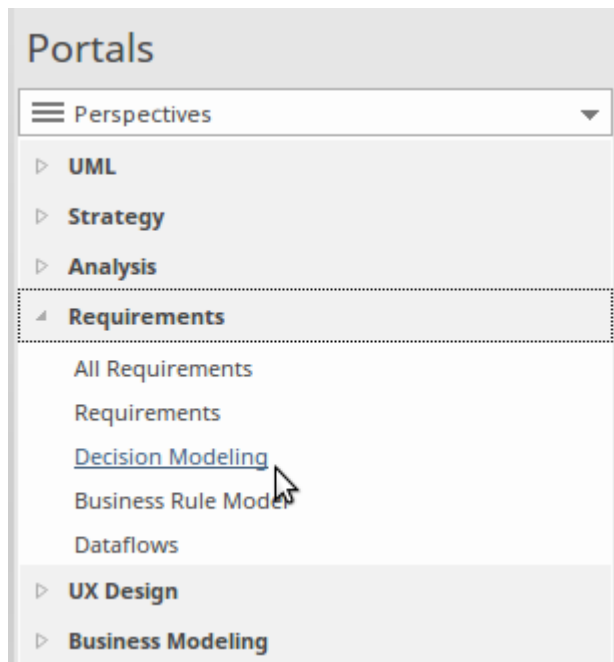 Portals
Perspectives
UML
Strategy
Analysis
Requirements
All Requirements
Requirements
Decision Modeling
Business Rule Model
Dataflows
UX Design
Business Modeling